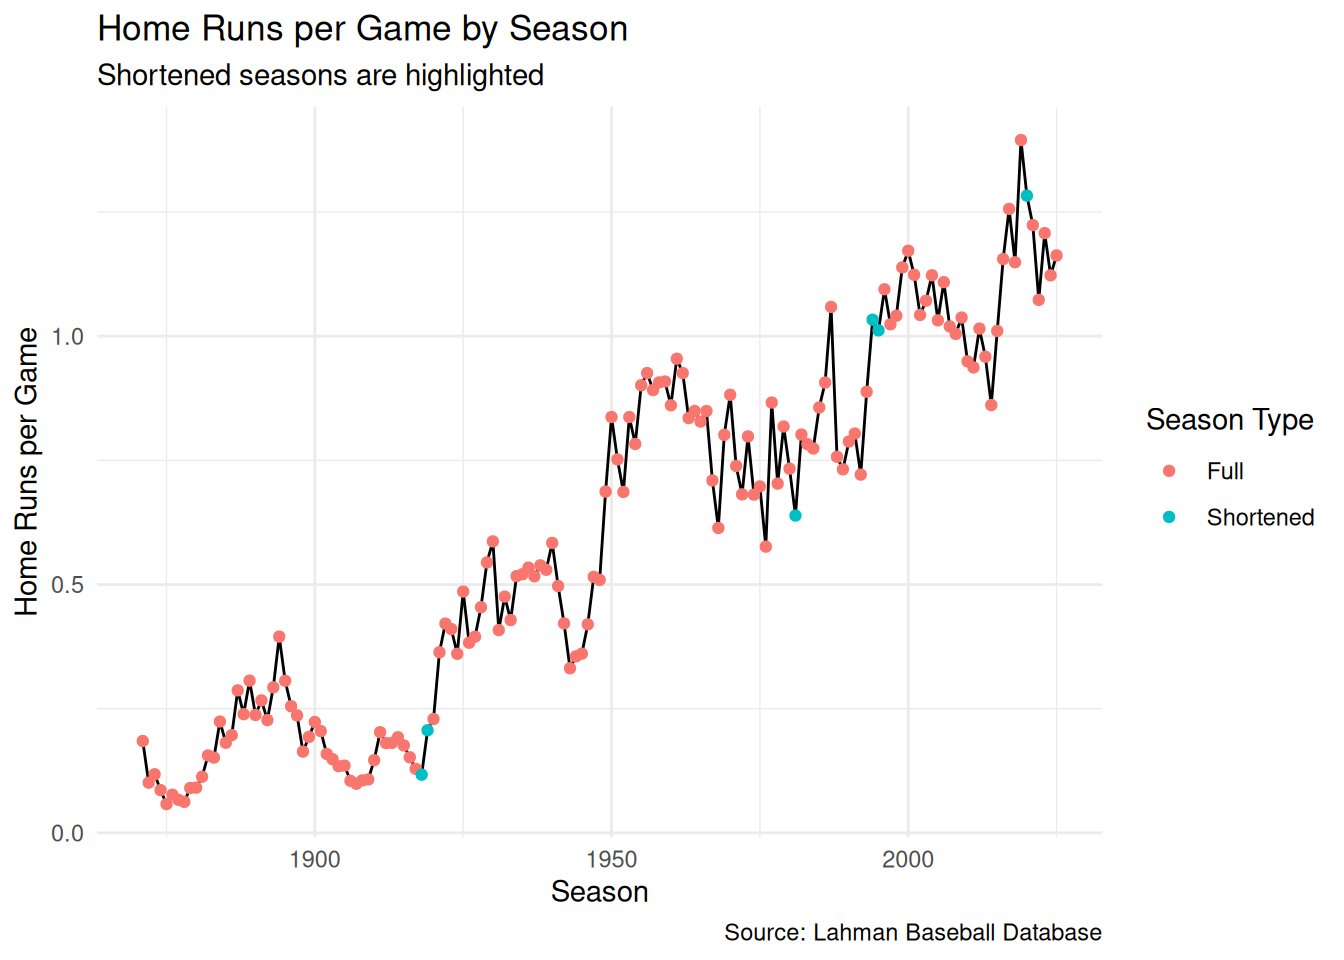 Home Runs per Game by Season
Shortened seasons are highlighted
Home Runs per Game
1.0
0.5
0.0
1900
1950
2000
Season
Season Type
Full
Shortened
Source: Lahman Baseball Database